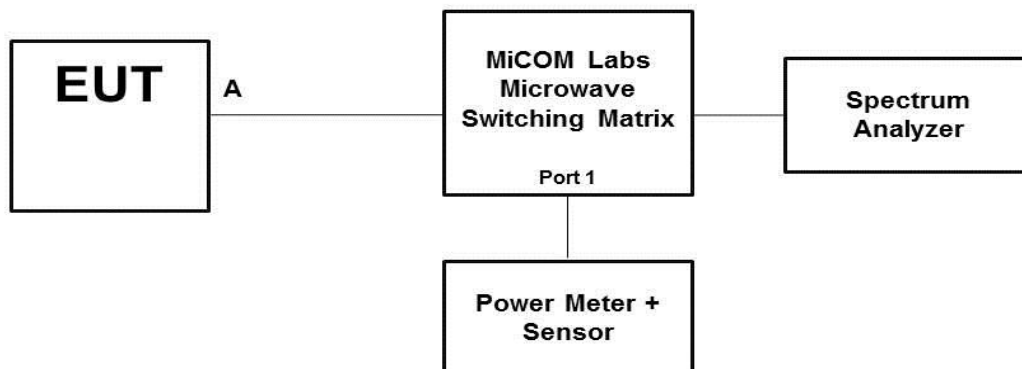 EUT
A
MiCOM Labs
Microwave
Switching Matrix
Port 1
Spectrum
Analyzer
Power Meter +
Sensor